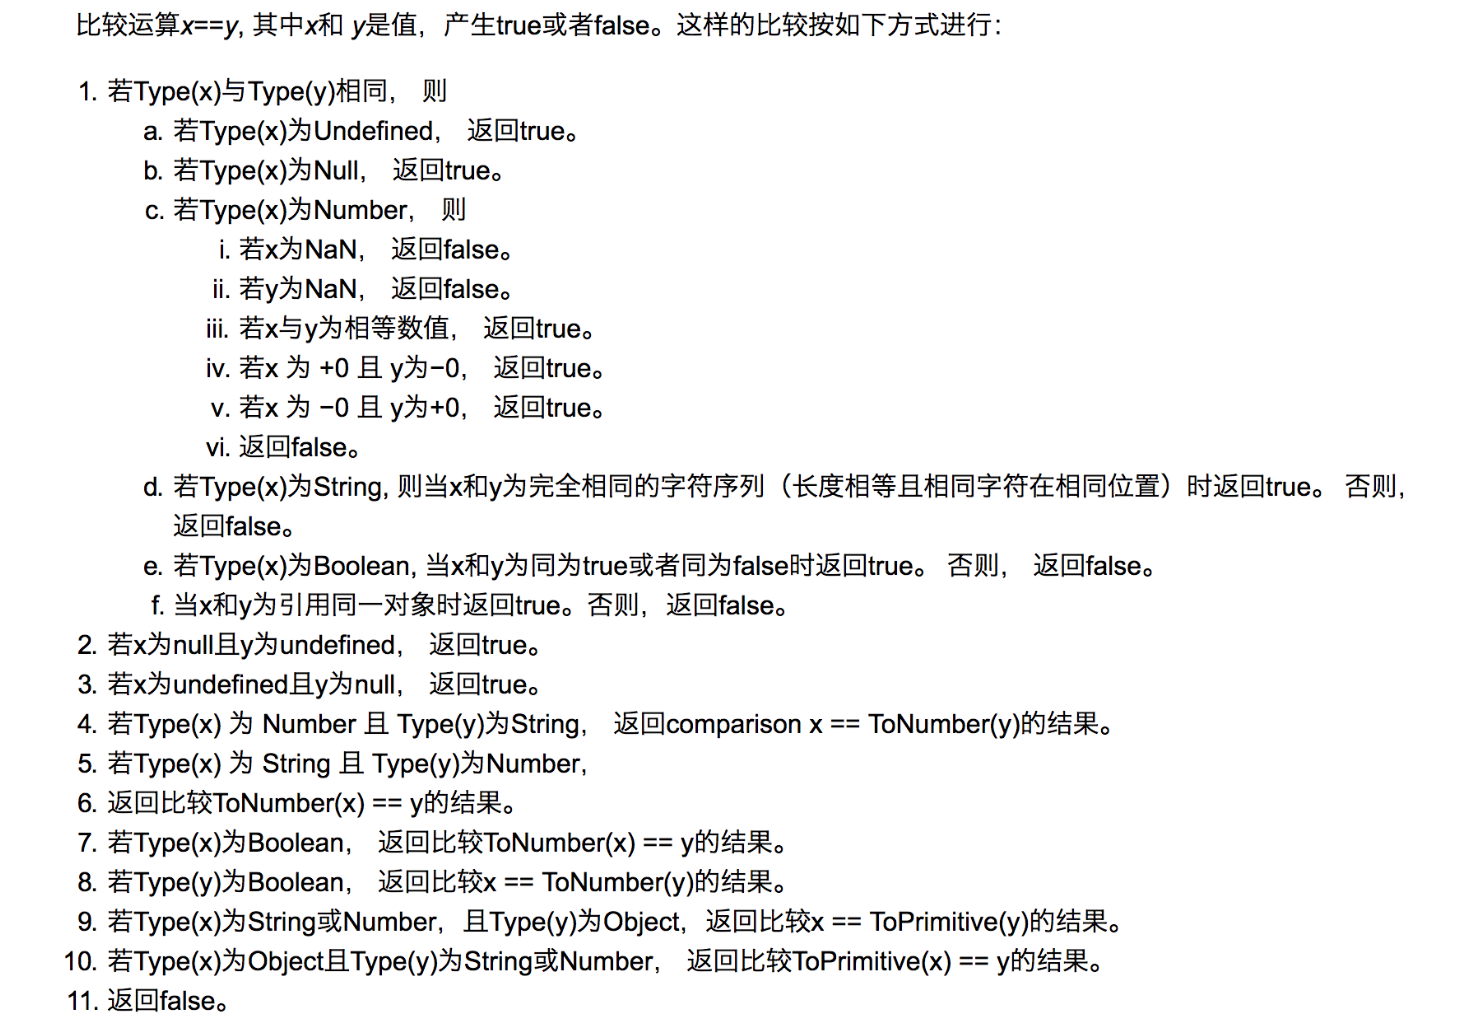 比较运算x==y, 其中x和 y是值，产生true或者false。这样的比较按如下方式进行：
1. 若Type(x)与Type(y)相同， 则
a. 若Type(x)为Undefined， 返回true。
b. 若Type(x)为Null， 返回true。
c. 若Type(x)为Number， 则
i. 若x为NaN， 返回false。
ii. 若y为NaN， 返回false。
iii. 若x与y为相等数值， 返回true。
iv. 若x 为 +0 且 y为−0， 返回true。
v. 若x 为 −0 且 y为+0， 返回true。
vi. 返回false。
d. 若Type(x)为String, 则当x和y为完全相同的字符序列（长度相等且相同字符在相同位置）时返回true。 否则，
返回false。
e. 若Type(x)为Boolean, 当x和y为同为true或者同为false时返回true。 否则， 返回false。
f. 当x和y为引用同一对象时返回true。否则，返回false。
2. 若x为null且y为undefined， 返回true。
3. 若x为undefined且y为null， 返回true。
4. 若Type(x) 为 Number 且 Type(y)为String， 返回comparison x == ToNumber(y)的结果。
5. 若Type(x) 为 String 且 Type(y)为Number,
6. 返回比较ToNumber(x) == y的结果。
7. 若Type(x)为Boolean， 返回比较ToNumber(x) == y的结果。
8. 若Type(y)为Boolean， 返回比较x == ToNumber(y)的结果。
9. 若Type(x)为String或Number，且Type(y)为Object，返回比较x == ToPrimitive(y)的结果。
10. 若Type(x)为Object且Type(y)为String或Number， 返回比较ToPrimitive(x) == y的结果。
11. 返回false。